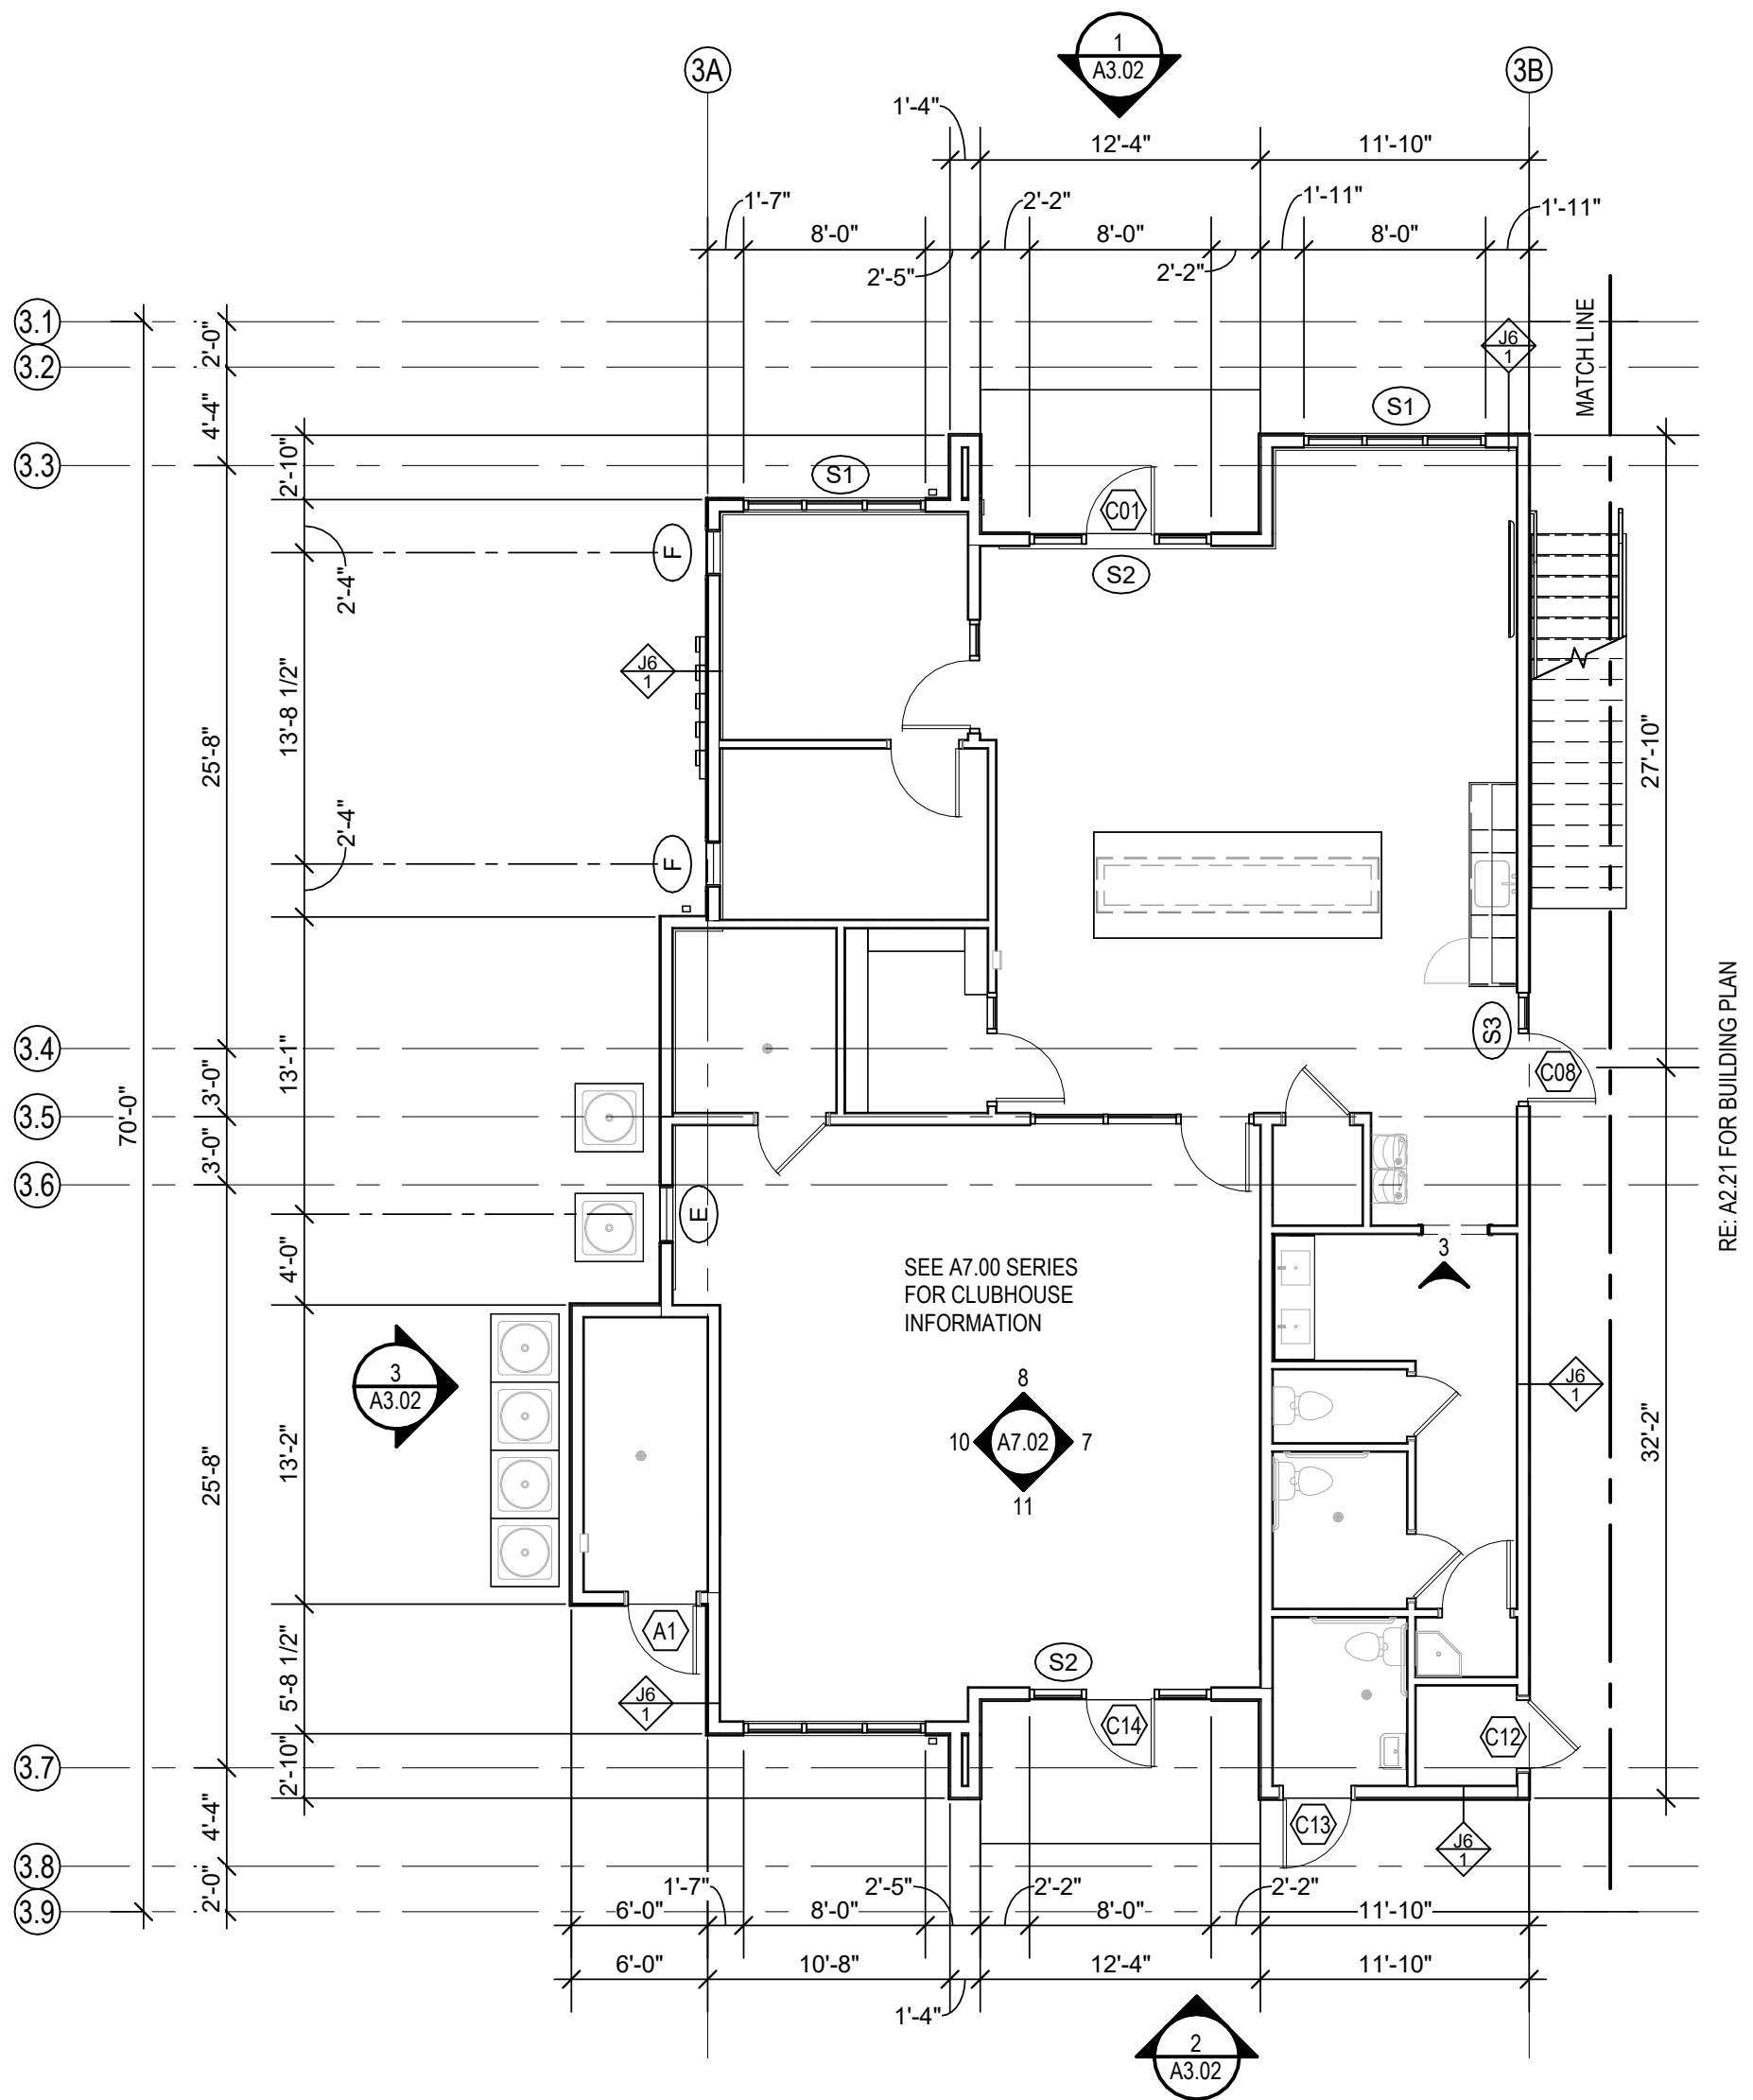 1
A3.02
3A
3B
1'-4"
12'-4"
11'-10"
1'-7"
2'-2"
1'-11"
1'-11"
8'-0"
8'-0"
8'-0"
2'-5"
2'-2"
3.1
3.2
3.3
2'-0"
4'-4"
2'-10"
MATCH LINE
J6
1
S1
S1
C01
S2
F
2'-4"
J6
1
13'-8 1/2"
25'-8"
27'-10"
2'-4"
F
RE: A2.21 FOR BUILDING PLAN
S3
C08
3.4
3.5
3.6
3'-0"
3'-0"
70'-0"
13'-1"
E
4'-0"
3
SEE A7.00 SERIES
FOR CLUBHOUSE
INFORMATION
3
A3.02
8
10
A7.02
7
11
J6
1
32'-2"
13'-2"
25'-8"
A1
S2
5'-8 1/2"
J6
1
C14
C12
3.7
2'-10"
4'-4"
C13
J6
1
3.8
3.9
2'-0"
1'-7"
2'-5"
2'-2"
2'-2"
6'-0"
8'-0"
8'-0"
11'-10"
6'-0"
10'-8"
12'-4"
11'-10"
1'-4"
2
A3.02